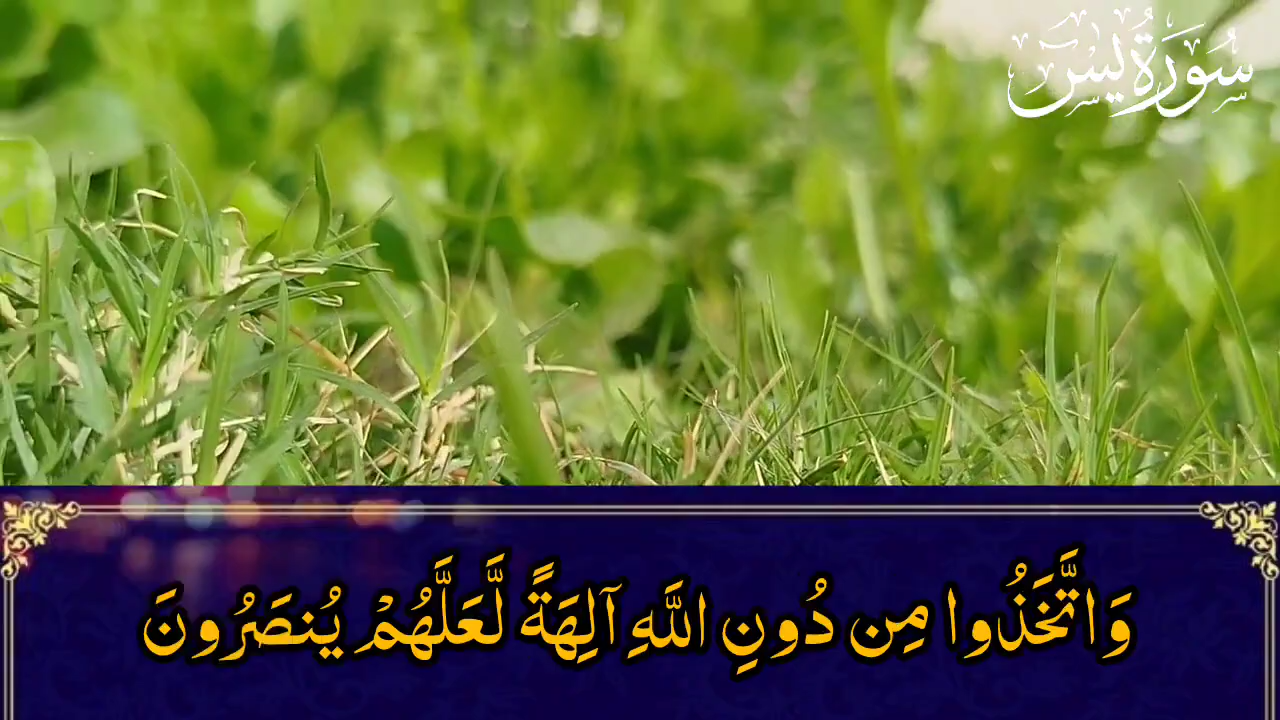 سُورَةُ يسٓ
وَاتَّخَذُوا مِن دُونِ اللَّهِ آلِهَةً لَّعَلَّهُمْ يُنصَرُونَ